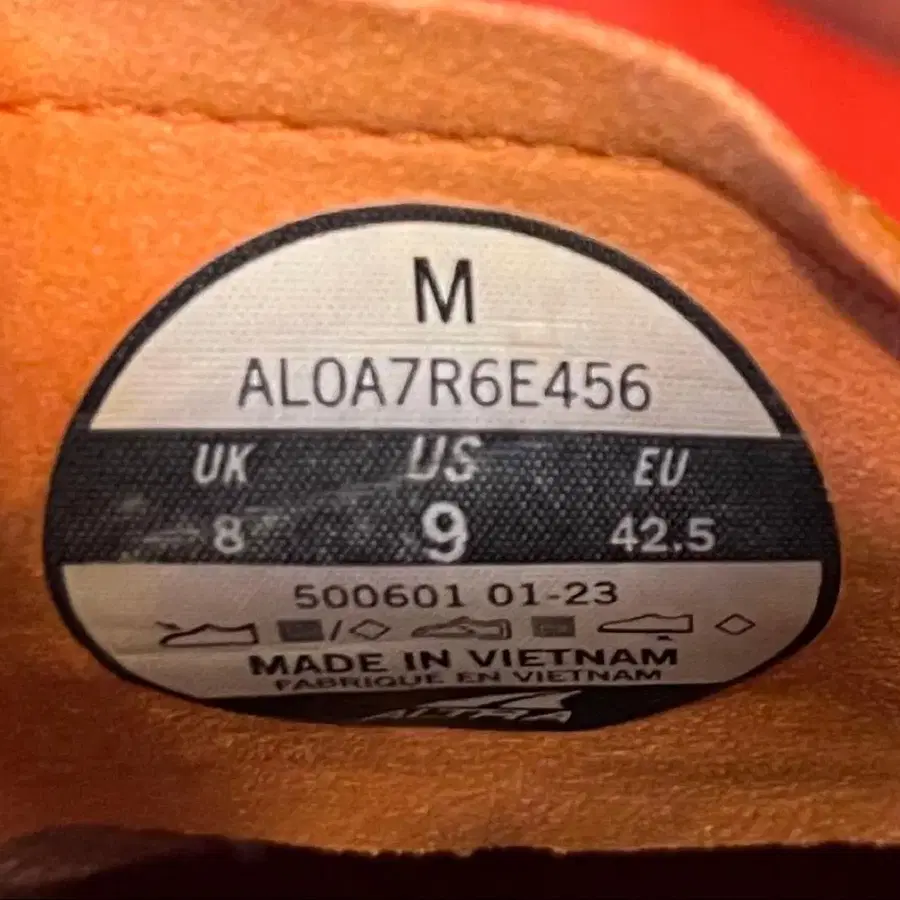 M
AL0A7R6E456
UK US EU
8 9 42.5
500601 01-23
/
MADE IN VIETNAM
FABRIQUE EN VIETNAM
ALTRA